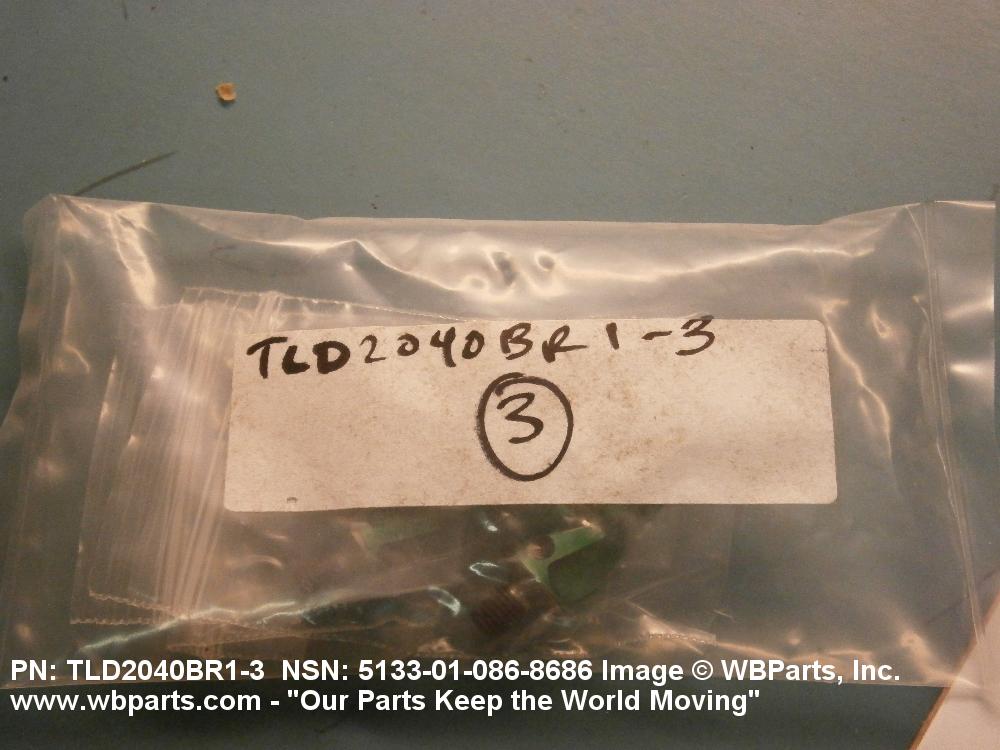 TLD2040BR1-3
3
PN: TLD2040BR1-3 NSN: 5133-01-086-8686 Image © WBParts, Inc.
www.wbparts.com - "Our Parts Keep the World Moving"